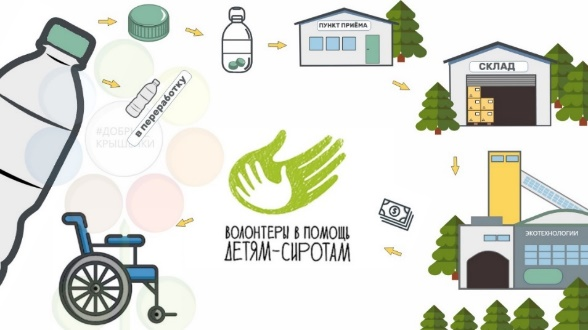 ПУНКТ ПРИЁМА
СКЛАД
в переработку
#ДОБРЫЕ
КРЫШЕЧКИ
ВОЛОНТЕРЫ В ПОМОЩЬ
ДЕТЯМ-СИРОТАМ
ЭКОТЕХНОЛОГИИ